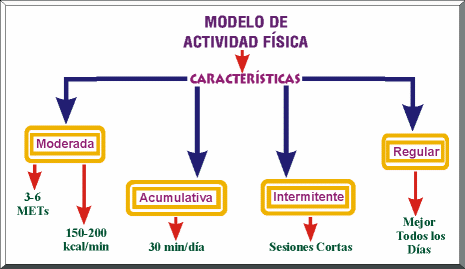 MODELO DE
ACTIVIDAD FÍSICA
CARACTERÍSTICAS
Moderada
Regular
Acumulativa
Intermitente
3-6
METs
150-200
kcal/min
30 min/día
Sesiones Cortas
Mejor
Todos los
Días